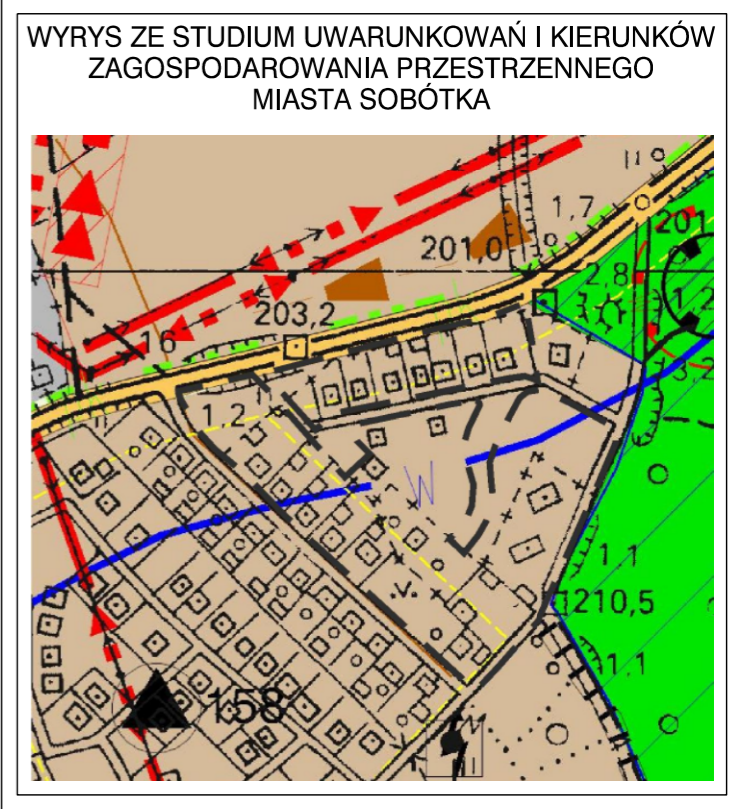 WYRYS ZE STUDIUM UWARUNKOWAŃ I KIERUNKÓW
ZAGOSPODAROWANIA PRZESTRZENNEGO
MIASTA SOBÓTKA
1,7
201
201,0
2,8
203,2
16
1,2
W
1,1
210,5
1,1
158